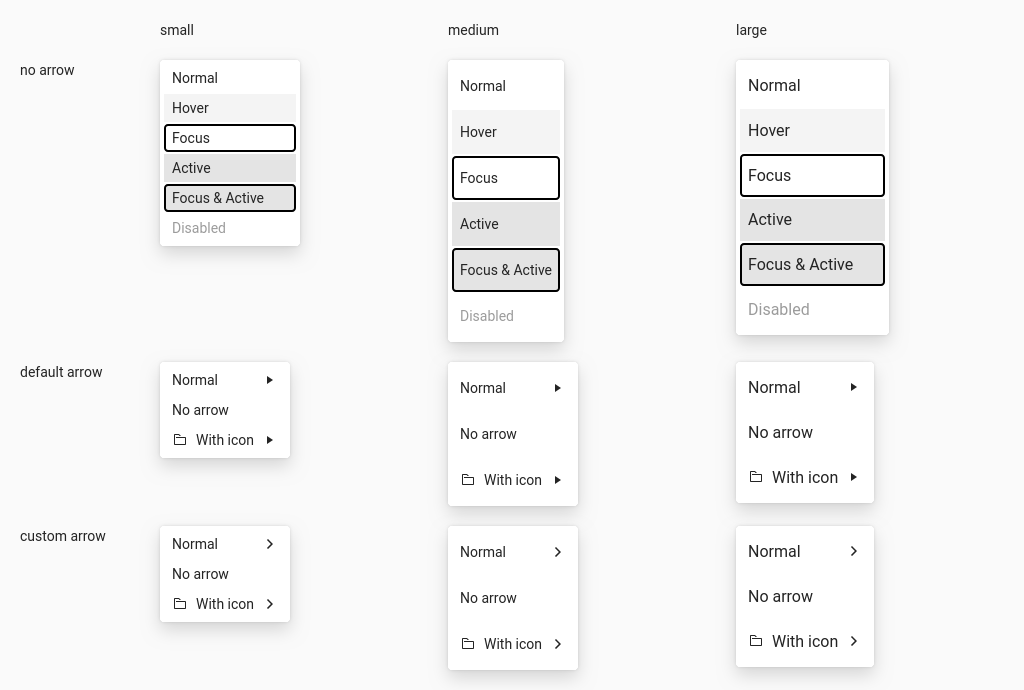 small
medium
large
no arrow
Normal
Hover
Focus
Active
Focus & Active
Disabled
Normal
Hover
Focus
Active
Focus & Active
Disabled
Normal
Hover
Focus
Active
Focus & Active
Disabled
default arrow
Normal
No arrow
With icon
Normal
No arrow
With icon
Normal
No arrow
With icon
custom arrow
Normal
No arrow
With icon
Normal
No arrow
With icon
Normal
No arrow
With icon